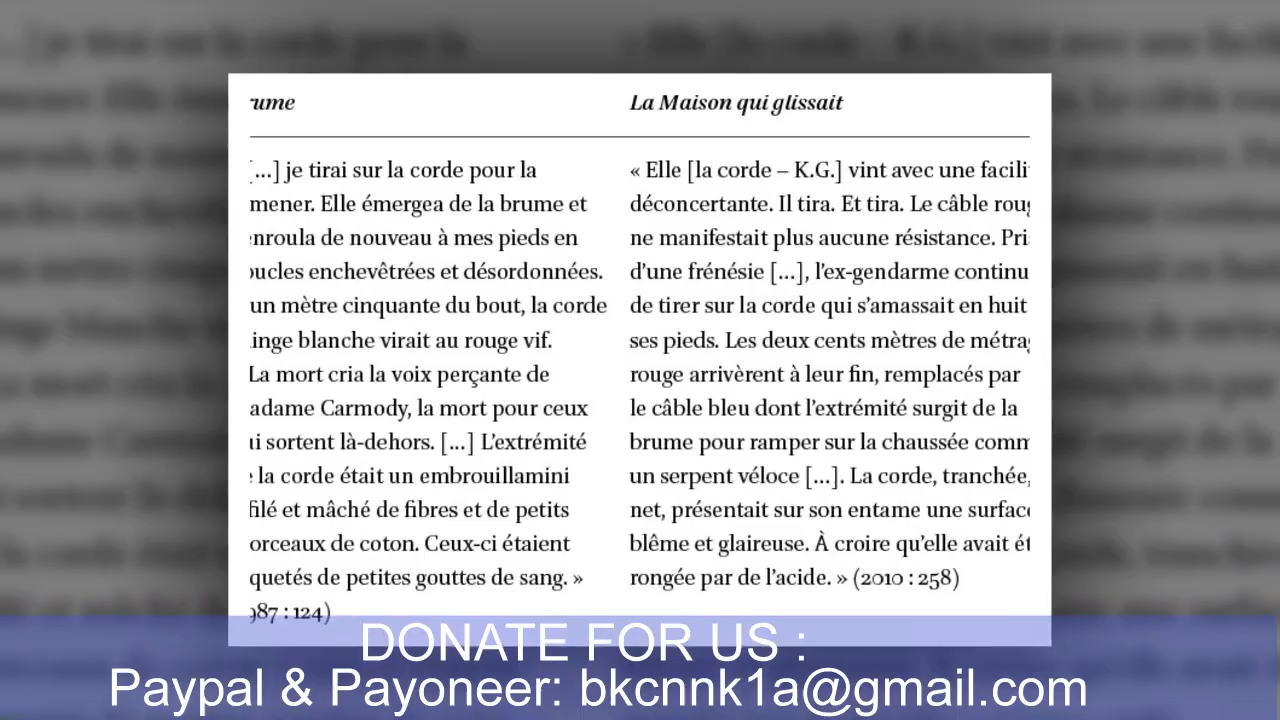 rume
[...] je tirai sur la corde pour la
mener. Elle émergea de la brume et
enroula de nouveau à mes pieds en
oucles enchevêtrées et désordonnées.
un mètre cinquante du bout, la corde
inge blanche virait au rouge vif.
La mort cria la voix perçante de
adame Carmody, la mort pour ceux
ui sortent là-dehors. [...] L’extrémité
e la corde était un embrouillamini
filé et mâché de fibres et de petits
orceaux de coton. Ceux-ci étaient
quetés de petites gouttes de sang. »
987 : 124)
La Maison qui glissait
« Elle [la corde – K.G.] vint avec une facili
déconcertante. Il tira. Et tira. Le câble roug
ne manifestait plus aucune résistance. Pri
d’une frénésie [...], l’ex-gendarme continu
de tirer sur la corde qui s’amassait en huit
ses pieds. Les deux cents mètres de métrag
rouge arrivèrent à leur fin, remplacés par
le câble bleu dont l’extrémité surgit de la
brume pour ramper sur la chaussée comm
un serpent véloce [...]. La corde, tranchée,
net, présentait sur son entame une surface
blême et glaireuse. À croire qu’elle avait ét
rongée par de l’acide. » (2010 : 258)
DONATE FOR US :
Paypal & Payoneer: bkcnnk1a@gmail.com